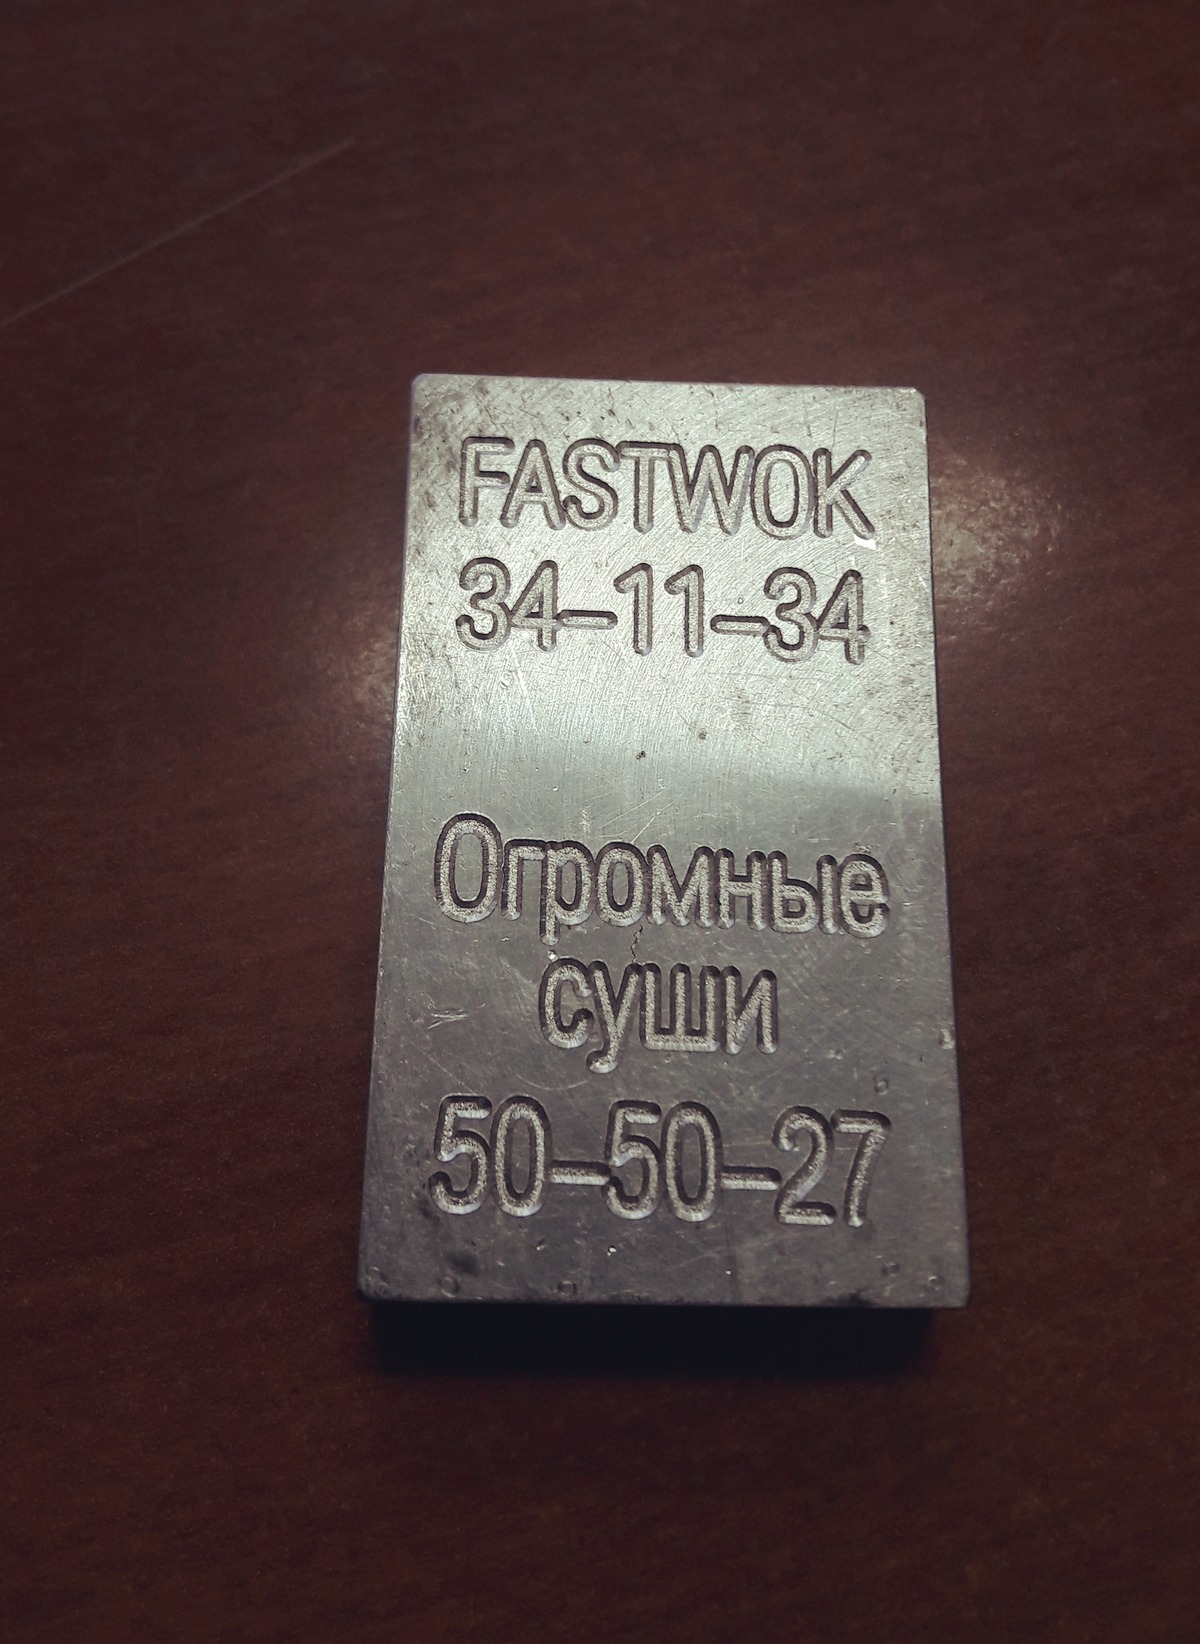 FASTWOK
34-11-34
Огромные
суши
50-50-27